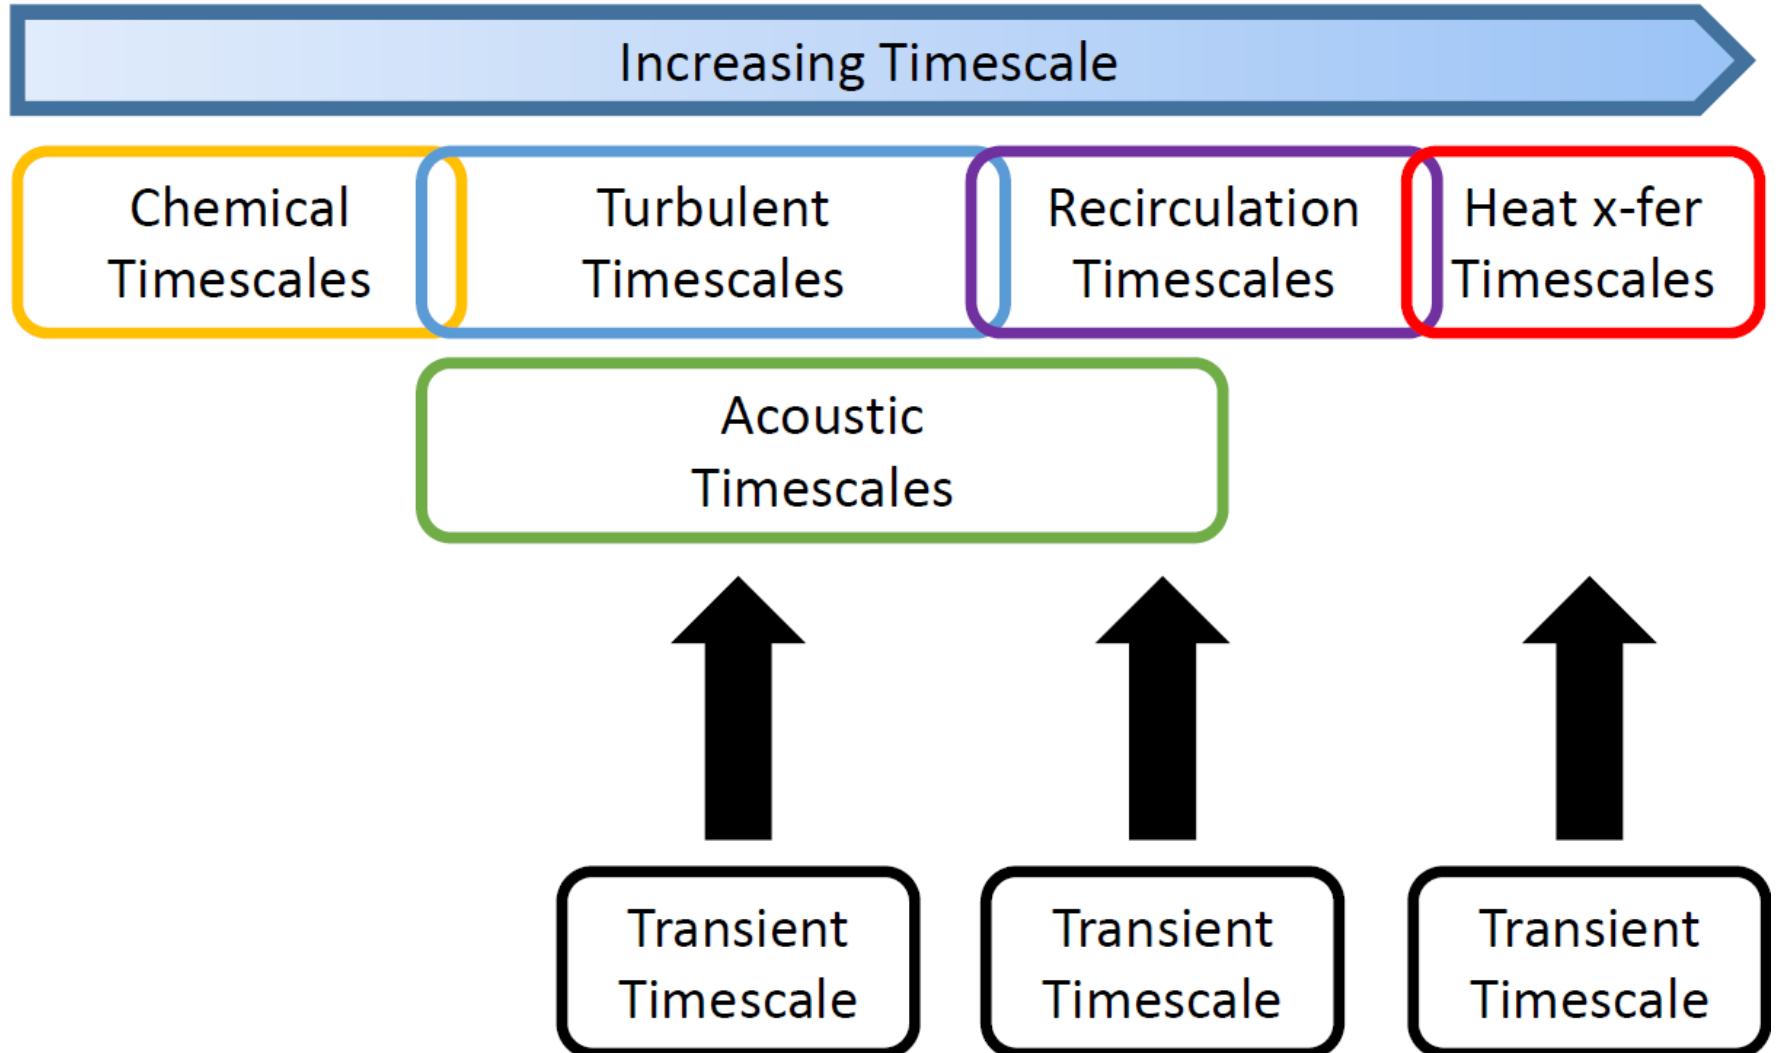 Increasing Timescale
Chemical
Timescales
Turbulent
Timescales
Recirculation
Timescales
Heat x-fer
Timescales
Acoustic
Timescales
Transient
Timescale
Transient
Timescale
Transient
Timescale